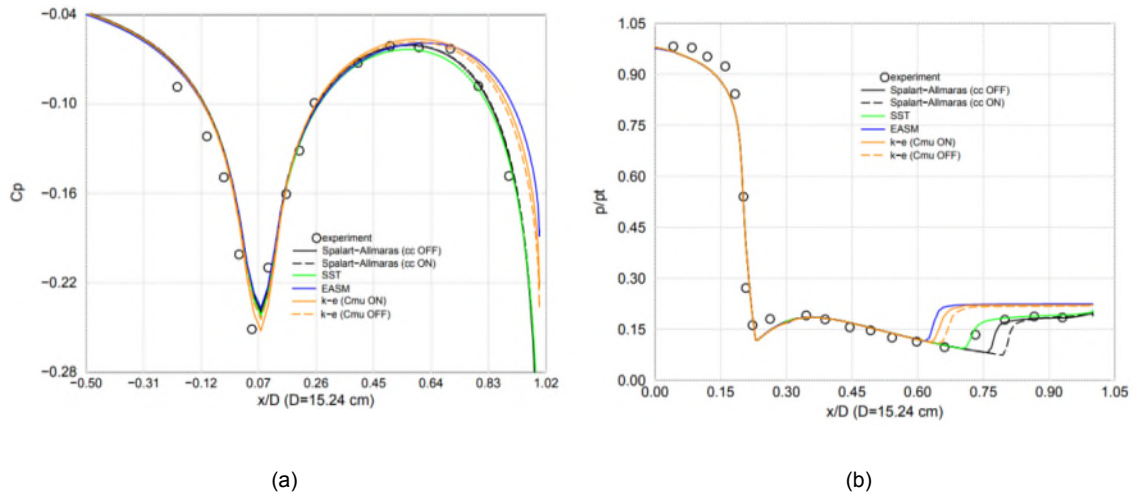 −0.04
−0.10
−0.16
−0.22
−0.28
Cp
experiment
Spalart−Allmaras (cc OFF)
Spalart−Allmaras (cc ON)
SST
EASM
k−e (Cmu ON)
k−e (Cmu OFF)
−0.50 −0.31 −0.12 0.07 0.26 0.45 0.64 0.83 1.02
x/D (D=15.24 cm)
(a)
1.05
0.90
0.75
0.60
0.45
0.30
0.15
0.00
p/pt
experiment
Spalart−Allmaras (cc OFF)
Spalart−Allmaras (cc ON)
SST
EASM
k−e (Cmu ON)
k−e (Cmu OFF)
0.00 0.15 0.30 0.45 0.60 0.75 0.90 1.05
x/D (D=15.24 cm)
(b)